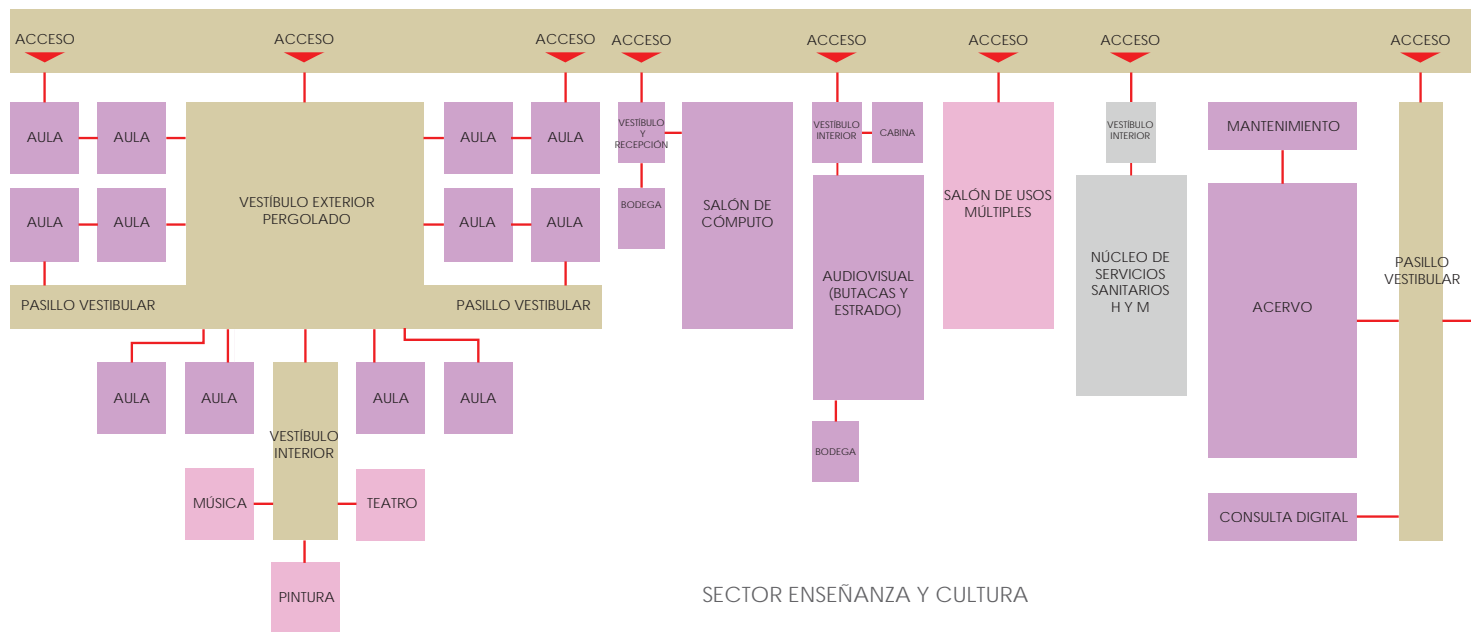 ACCESO
ACCESO
ACCESO
ACCESO
ACCESO
ACCESO
ACCESO
ACCESO
AULA
AULA
AULA
AULA
AULA
AULA
AULA
AULA
VESTÍBULO EXTERIOR
PERGOLADO
PASILLO VESTIBULAR
PASILLO VESTIBULAR
AULA
AULA
AULA
AULA
VESTÍBULO
INTERIOR
MÚSICA
TEATRO
PINTURA
VESTÍBULO
Y
RECEPCIÓN
BODEGA
SALÓN DE
CÓMPUTO
VESTÍBULO
INTERIOR
CABINA
AUDIOVISUAL
(BUTACAS Y
ESTRADO)
BODEGA
SALÓN DE USOS
MÚLTIPLES
VESTÍBULO
INTERIOR
NÚCLEO DE
SERVICIOS
SANITARIOS
H Y M
MANTENIMIENTO
ACERVO
CONSULTA DIGITAL
PASILLO
VESTIBULAR
SECTOR ENSEÑANZA Y CULTURA